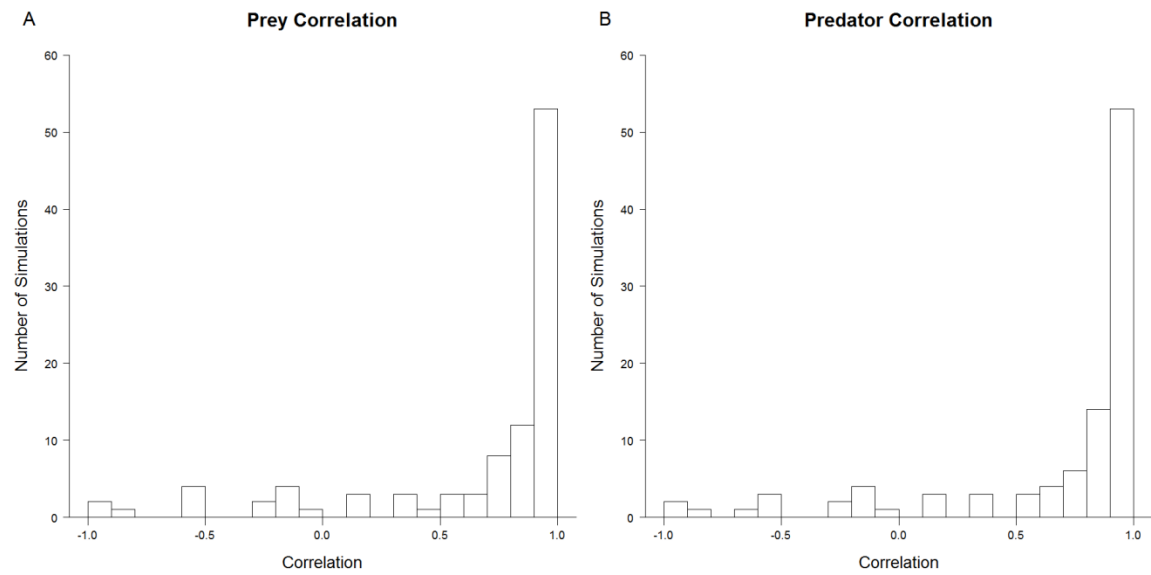 A
Prey Correlation
60
50
40
30
20
10
0
Number of Simulations
-1.0 -0.5 0.0 0.5 1.0
Correlation
B
Predator Correlation
60
50
40
30
20
10
0
Number of Simulations
-1.0 -0.5 0.0 0.5 1.0
Correlation